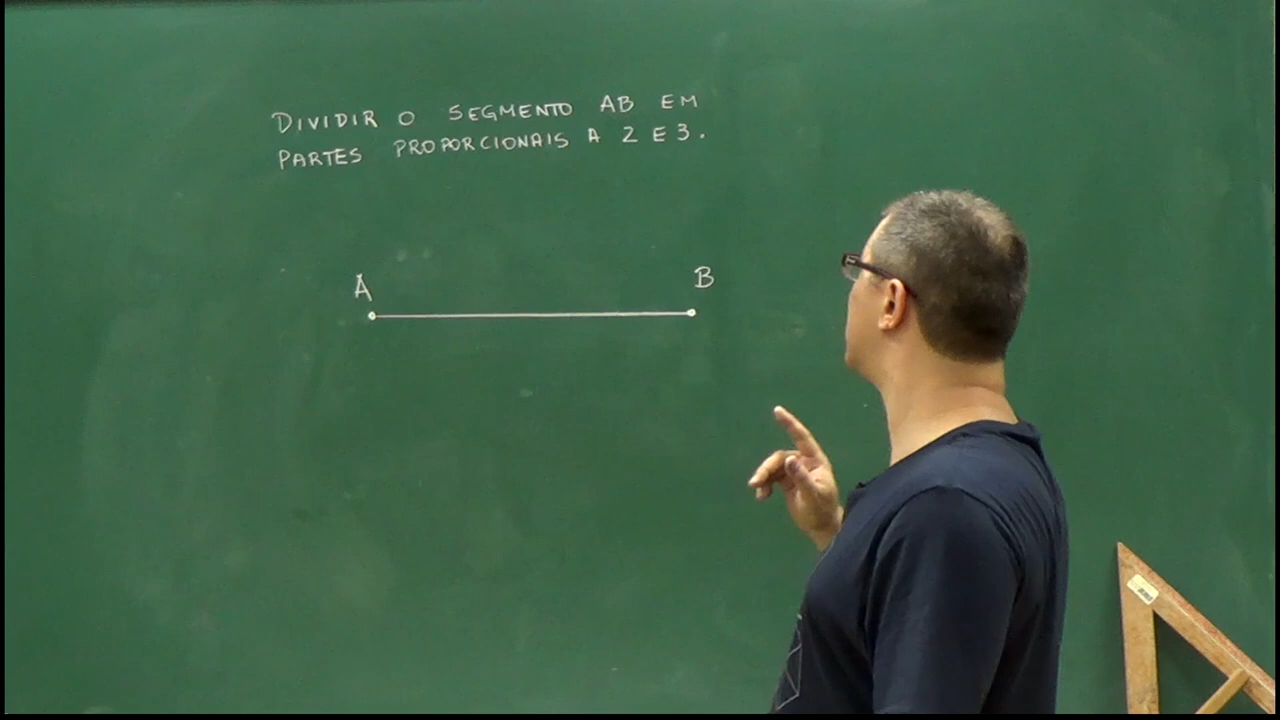 DIVIDIR O SEGMENTO AB EM
PARTES PROPORCIONAIS A 2 E 3.
A B